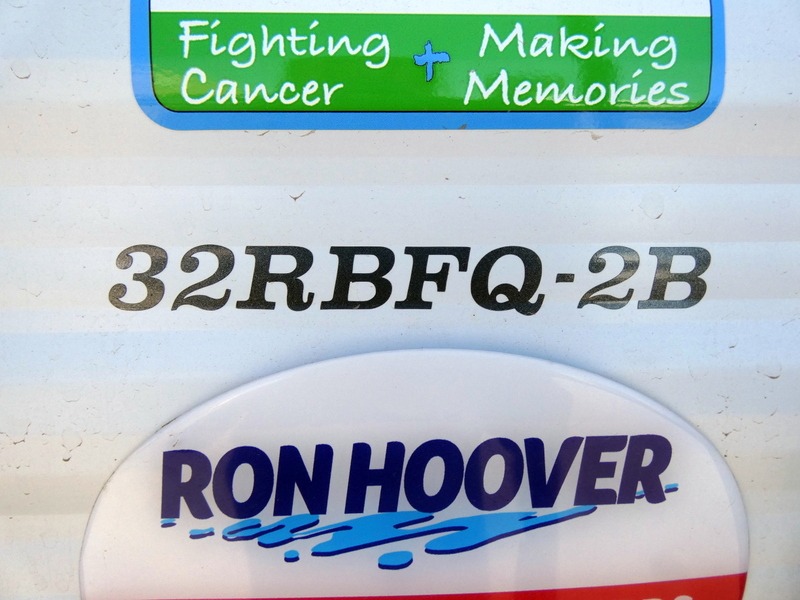 Fighting Making
Cancer + Memories
32RBFQ-2B
RON HOOVER